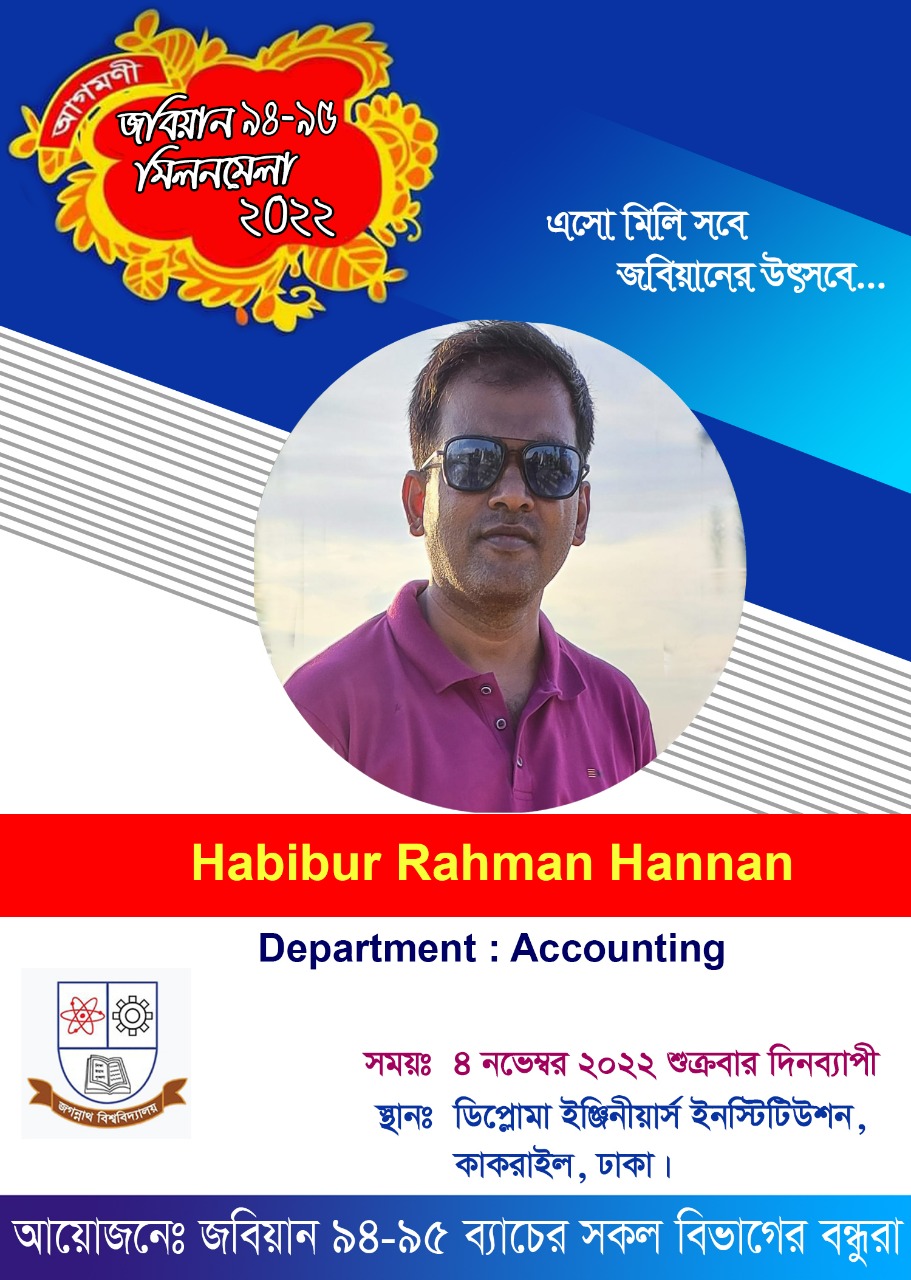 আগমণী
জবিয়ান ৯৪-৯৫
মিলনমেলা
২০২২
এসো মিলি সবে
জবিয়ানের উৎসবে...
Habibur Rahman Hannan
Department : Accounting
জগন্নাথ বিশ্ববিদ্যালয়
সময়ঃ ৪ নভেম্বর ২০২২ শুক্রবার দিনব্যাপী
স্থানঃ ডিপ্লোমা ইঞ্জিনীয়ার্স ইনস্টিটিউশন,
কাকরাইল, ঢাকা।
আয়োজনেঃ জবিয়ান ৯৪-৯৫ ব্যাচের সকল বিভাগের বন্ধুরা